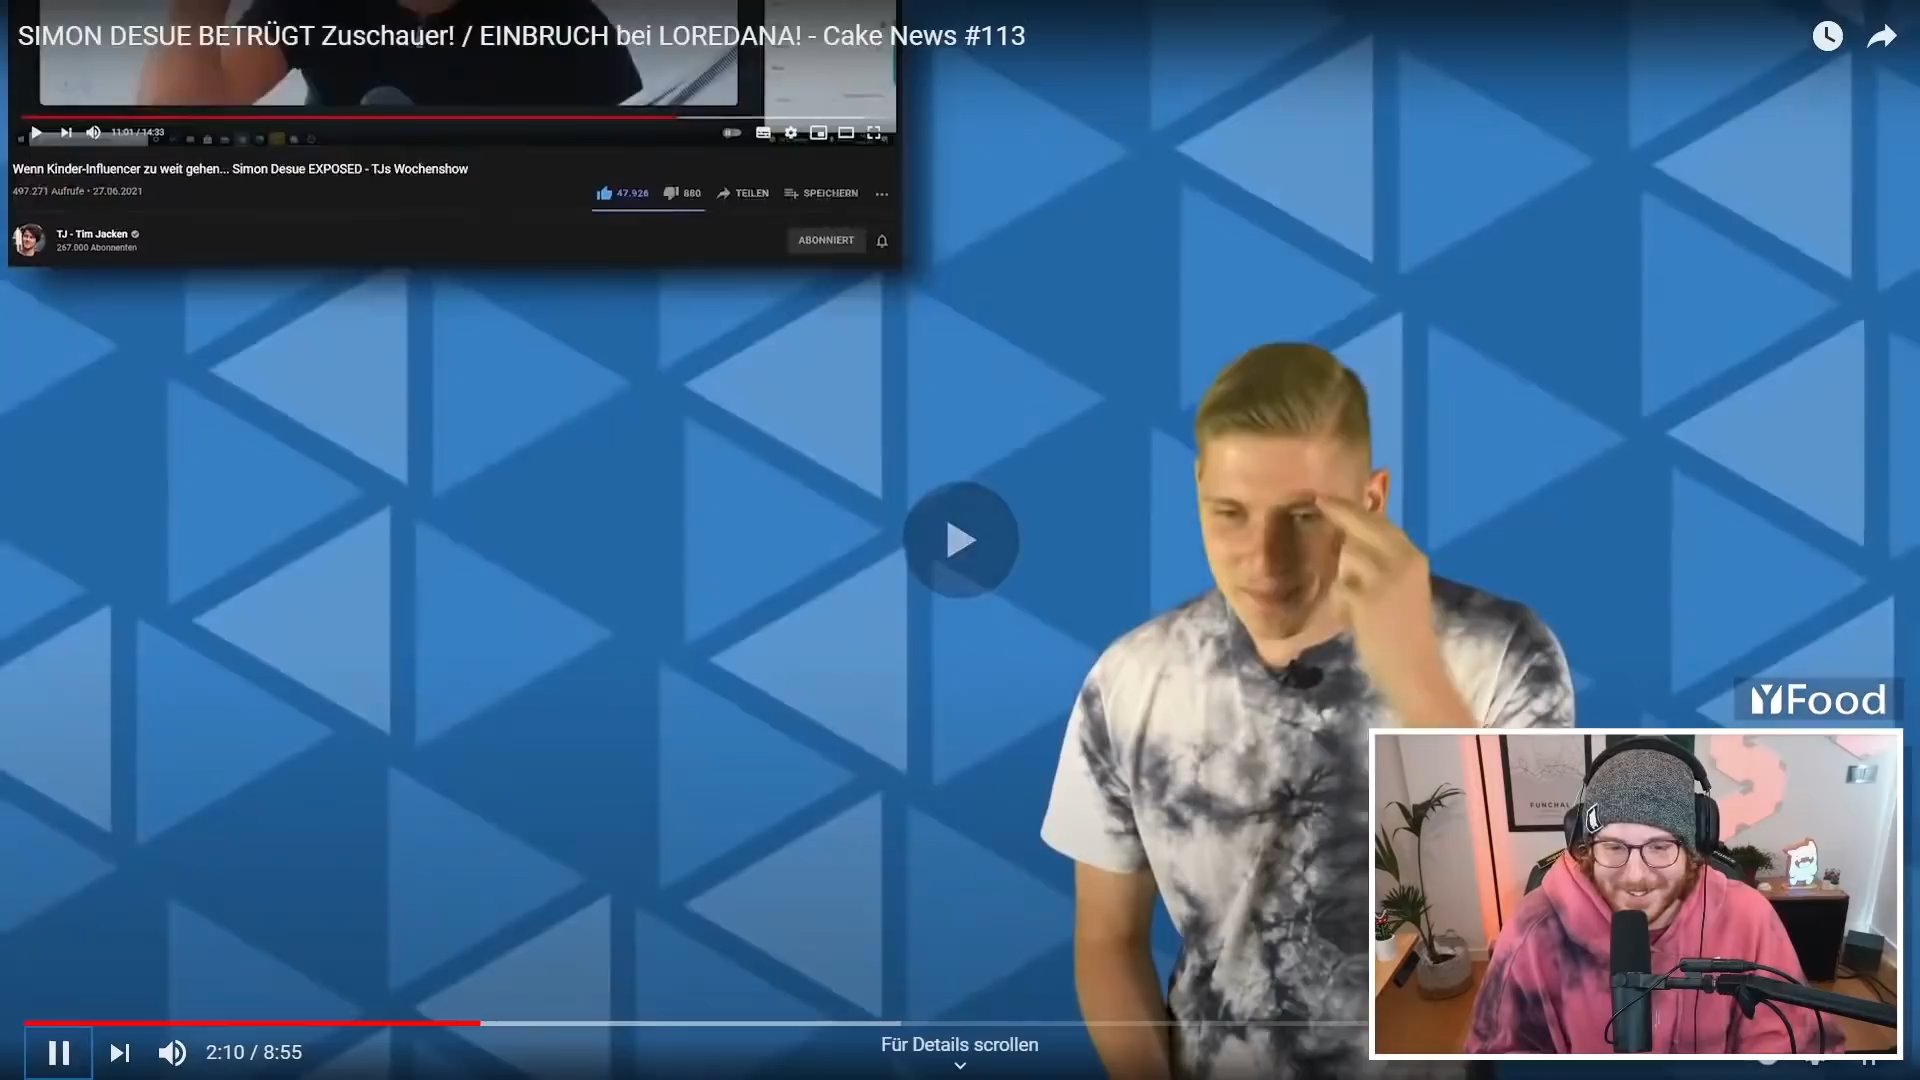 SIMON DESUE BETRÜGT Zuschauer! / EINBRUCH bei LOREDANA! - Cake News #113
11:01 / 14:33
Wenn Kinder-Influencer zu weit gehen... Simon Desue EXPOSED - TJs Wochenshow
497.271 Aufrufe • 27.06.2021
47.926 880 TEILEN SPEICHERN
TJ - Tim Jacken
267.000 Abonnenten
ABONNIERT
YFood
FUNCHAL
2:10 / 8:55
Für Details scrollen